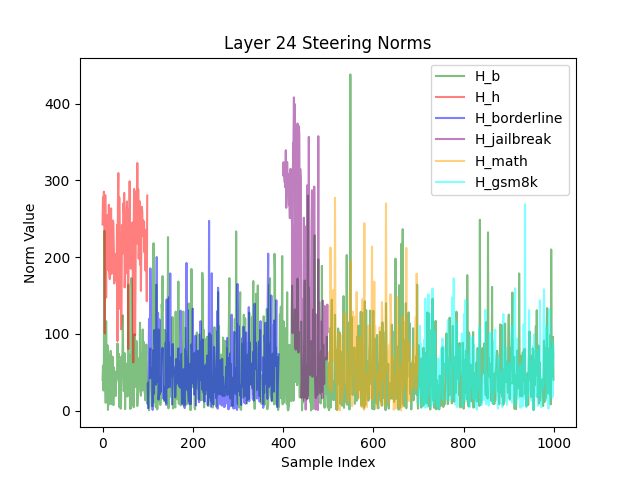 Layer 24 Steering Norms
H_b
H_h
H_borderline
H_jailbreak
H_math
H_gsm8k
Norm Value
400
300
200
100
0
0
200
400
600
800
1000
Sample Index